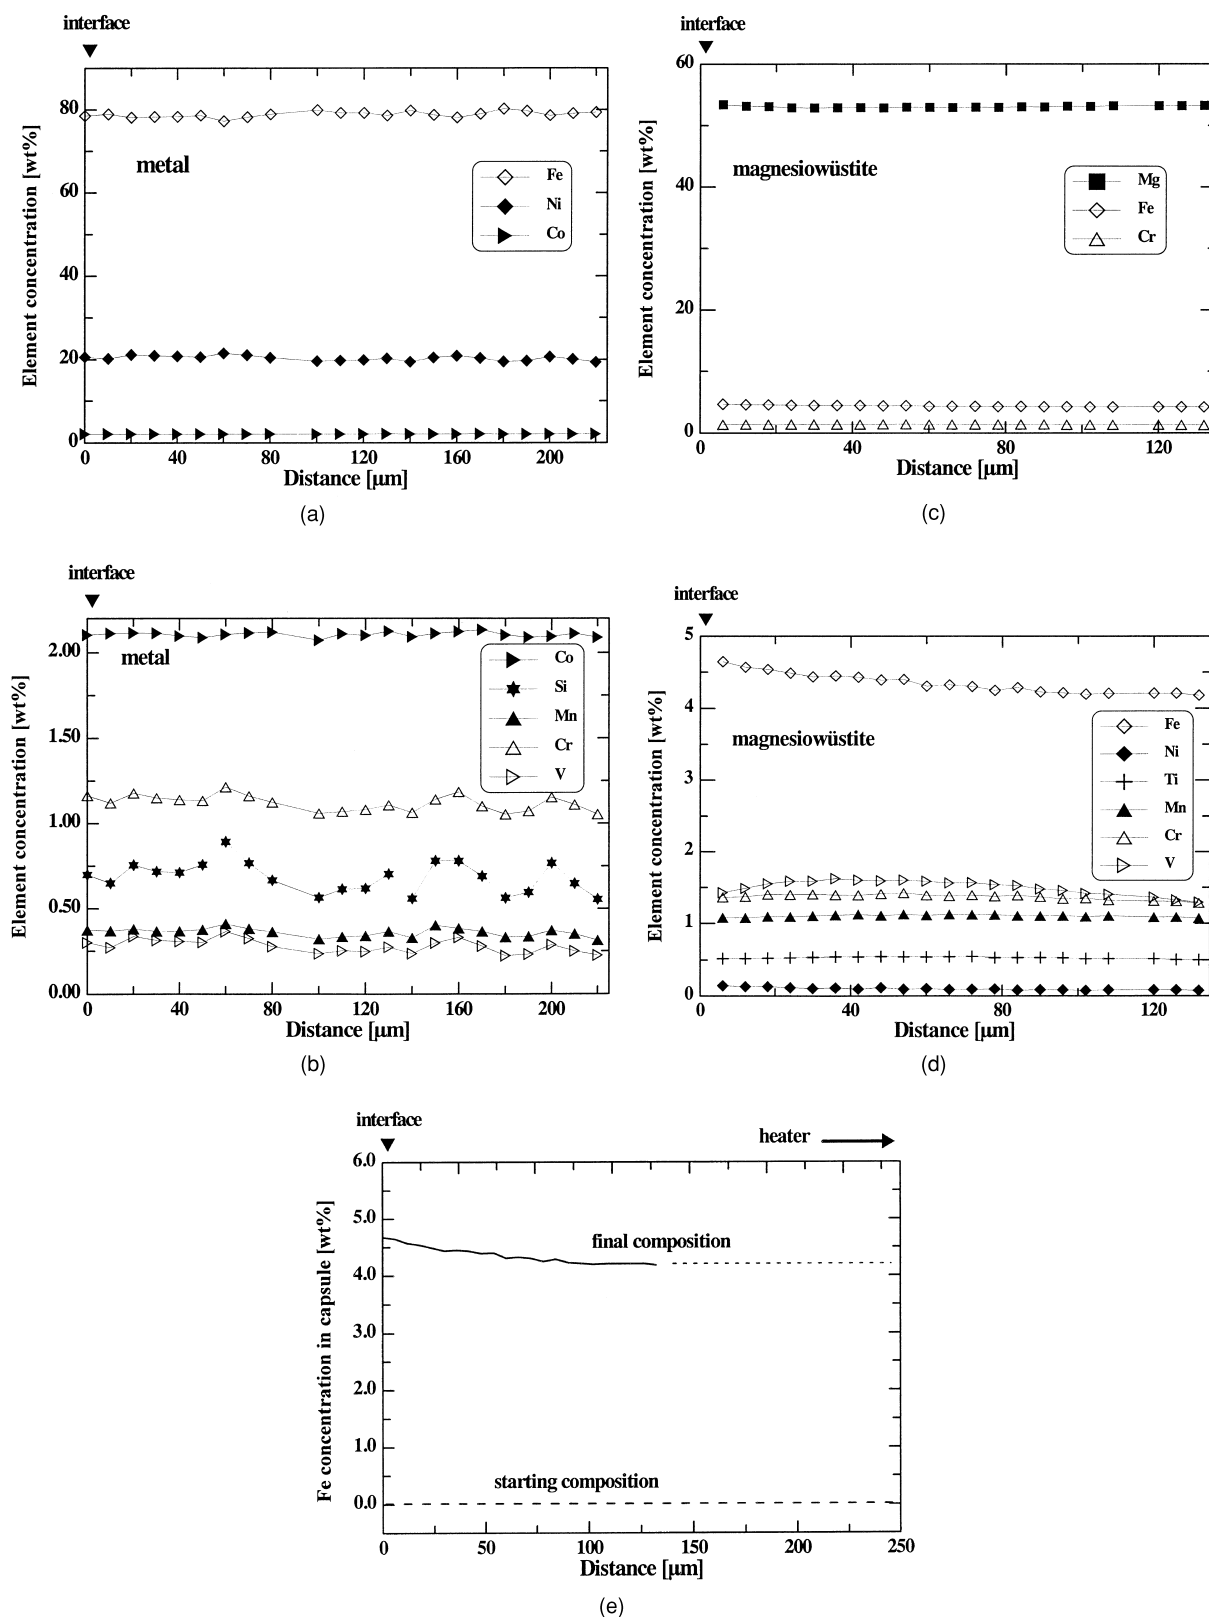 interface
Element concentration [wt%]
80
60
40
20
0
metal
Fe
Ni
Co
0 40 80 120 160 200
Distance [µm]
(a)
interface
Element concentration [wt%]
60
40
20
0
magnesiowüstite
Mg
Fe
Cr
0 40 80 120
Distance [µm]
(c)
interface
Element concentration [wt%]
2.00
1.50
1.00
0.50
0.00
metal
Co
Si
Mn
Cr
V
0 40 80 120 160 200
Distance [µm]
(b)
interface
Element concentration [wt%]
5
4
3
2
1
0
magnesiowüstite
Fe
Ni
Ti
Mn
Cr
V
0 40 80 120
Distance [µm]
(d)
interface
heater
Fe concentration in capsule [wt%]
6.0
5.0
4.0
3.0
2.0
1.0
0.0
final composition
starting composition
0 50 100 150 200 250
Distance [µm]
(e)